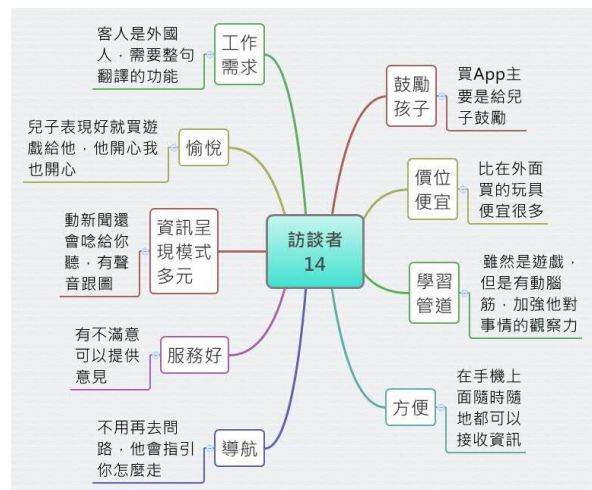 訪談者
14
工作
需求
客人是外國
人，需要整句
翻譯的功能
愉悅
兒子表現好就買遊
戲給他，他開心我
也開心
資訊呈
現模式
多元
動新聞還
會唸給你
聽，有聲
音跟圖
服務好
有不滿意
可以提供
意見
導航
不用再去問
路，他會指引
你怎麼走
鼓勵
孩子
買App主
要是給兒
子鼓勵
價位
便宜
比在外面
買的玩具
便宜很多
學習
管道
雖然是遊戲，
但是有動腦
筋，加強他對
事情的觀察力
方便
在手機上
面隨時隨
地都可以
接收資訊